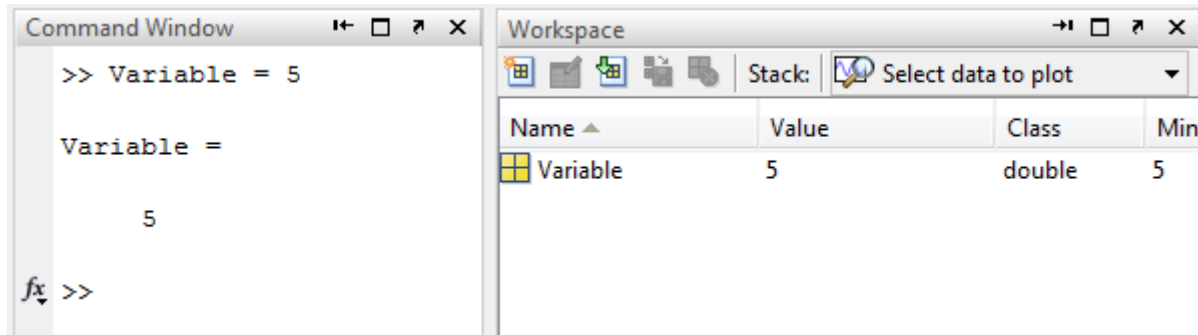 Command Window
>> Variable = 5
Variable =
5
fx >>
Workspace
Stack: Select data to plot
Name Value Class Min
Variable 5 double 5